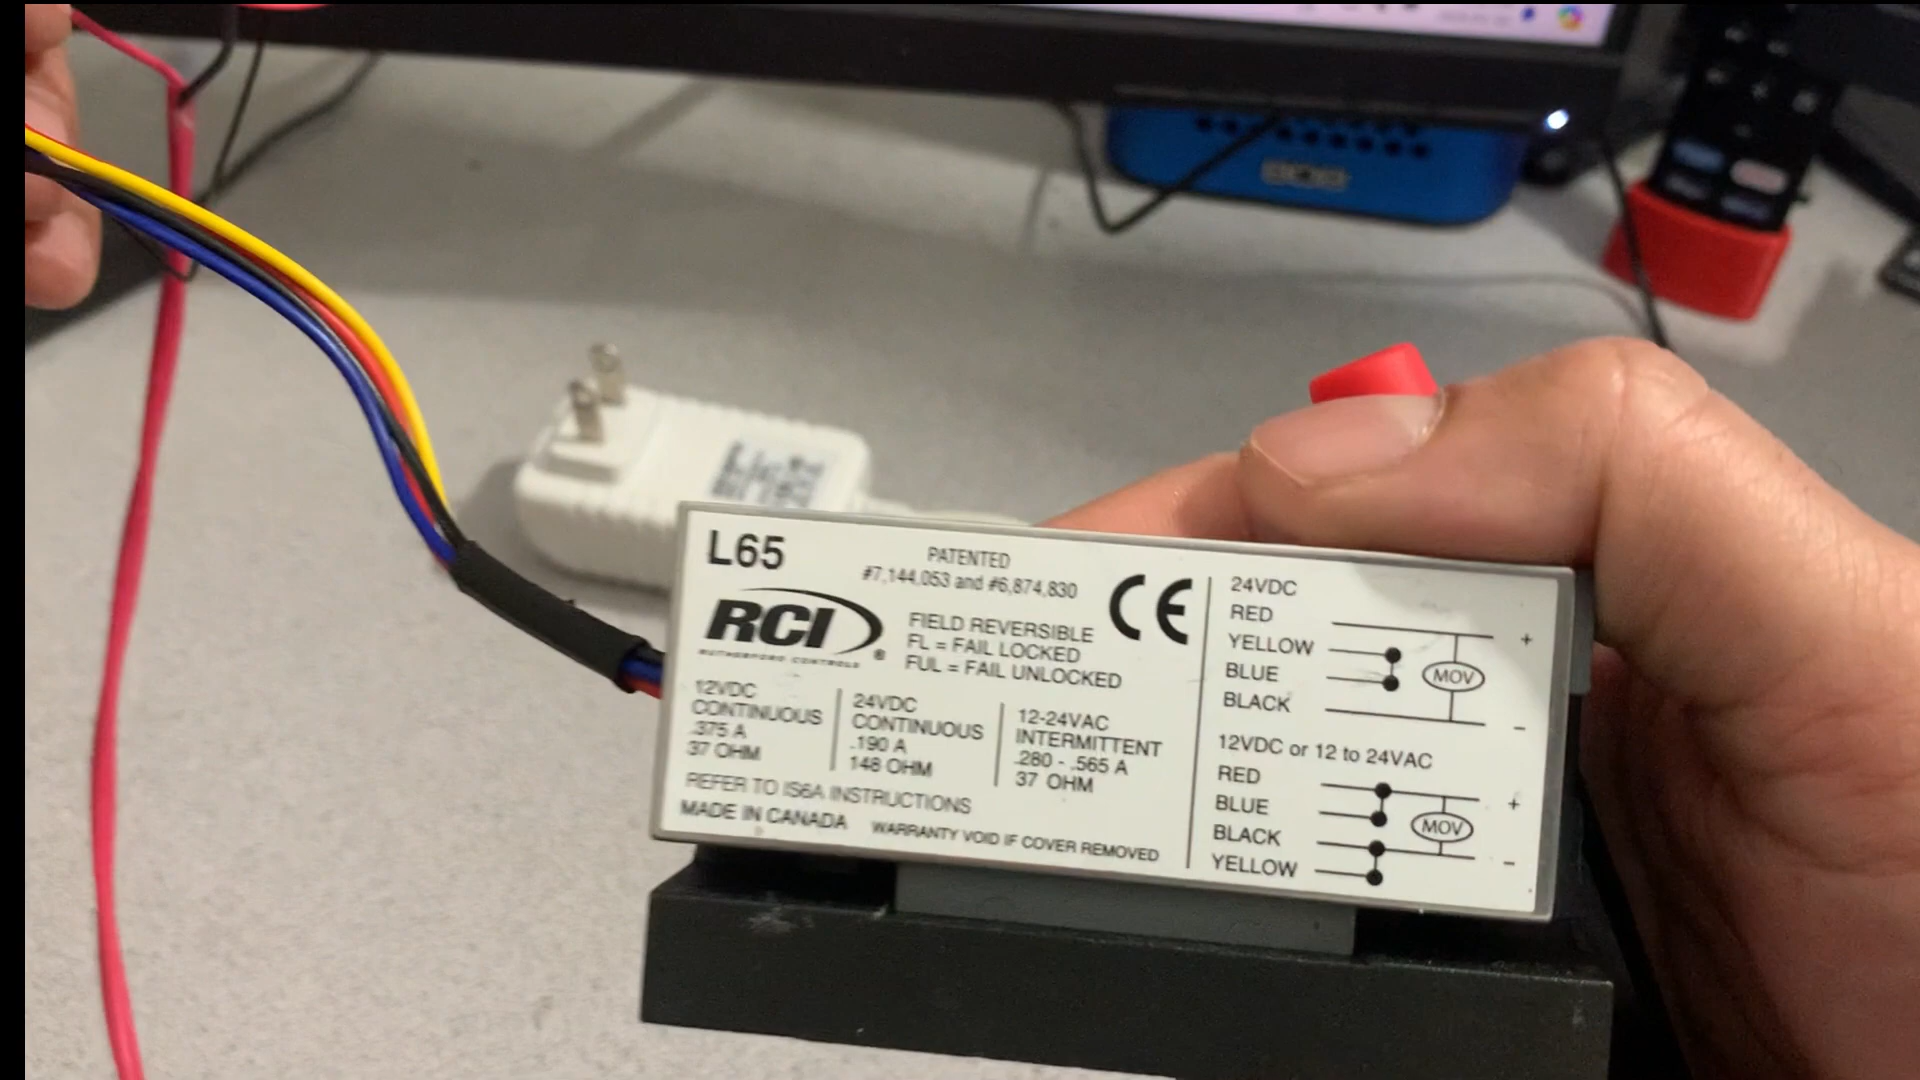 L65
PATENTED
#7,144,053 and #6,874,830
CE
RCI
RUTHERFORD CONTROLS ®
FIELD REVERSIBLE
FL = FAIL LOCKED
FUL = FAIL UNLOCKED
12VDC
CONTINUOUS
.375 A
37 OHM
24VDC
CONTINUOUS
.190 A
148 OHM
12-24VAC
INTERMITTENT
.280 - .565 A
37 OHM
REFER TO IS6A INSTRUCTIONS
MADE IN CANADA WARRANTY VOID IF COVER REMOVED
24VDC
RED +
YELLOW
BLUE MOV
BLACK −
12VDC or 12 to 24VAC
RED +
BLUE
BLACK MOV −
YELLOW